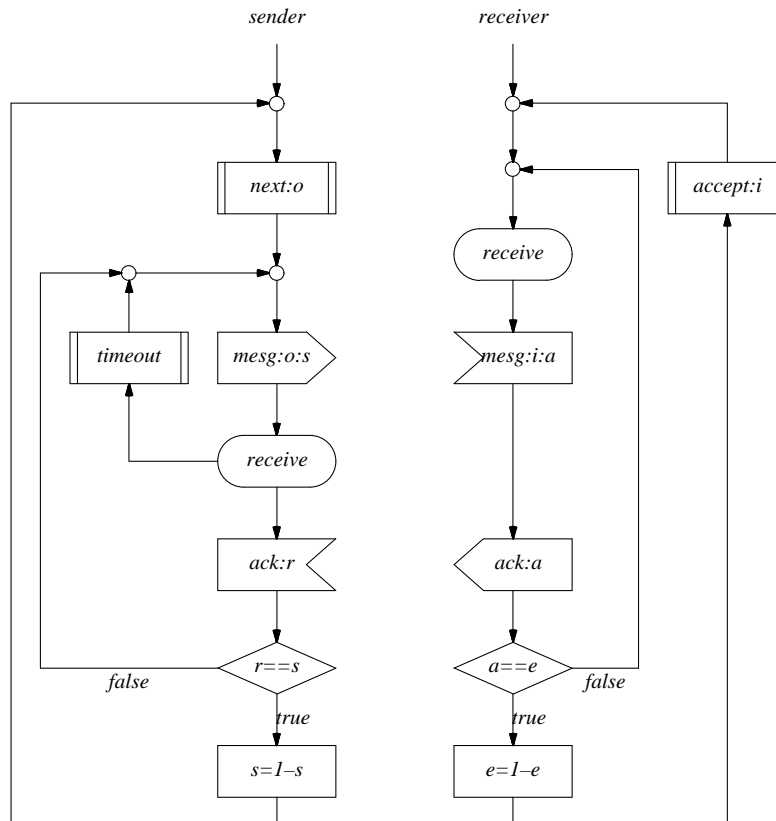 sender
receiver
next:o
accept:i
receive
timeout
mesg:o:s
mesg:i:a
receive
ack:r
ack:a
r==s
a==e
false
false
true
true
s=1–s
e=1–e